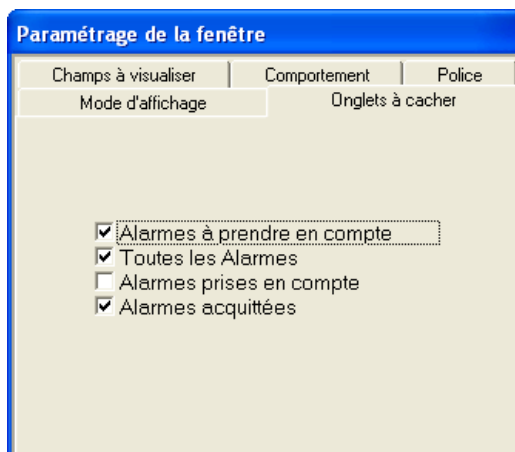 Paramétrage de la fenêtre
Champs à visualiser Comportement Police
Mode d'affichage Onglets à cacher
Alarmes à prendre en compte
Toutes les Alarmes
Alarmes prises en compte
Alarmes acquittées